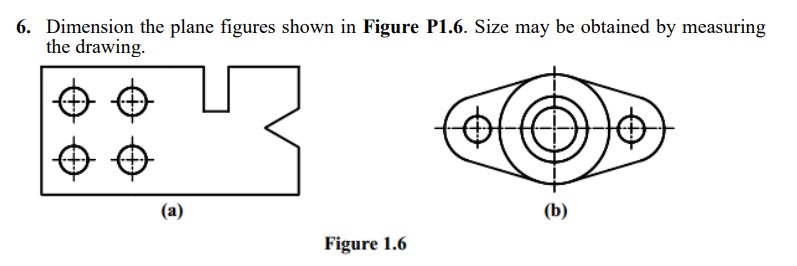 6. Dimension the plane figures shown in Figure P1.6. Size may be obtained by measuring
the drawing.
(a)
(b)
Figure 1.6